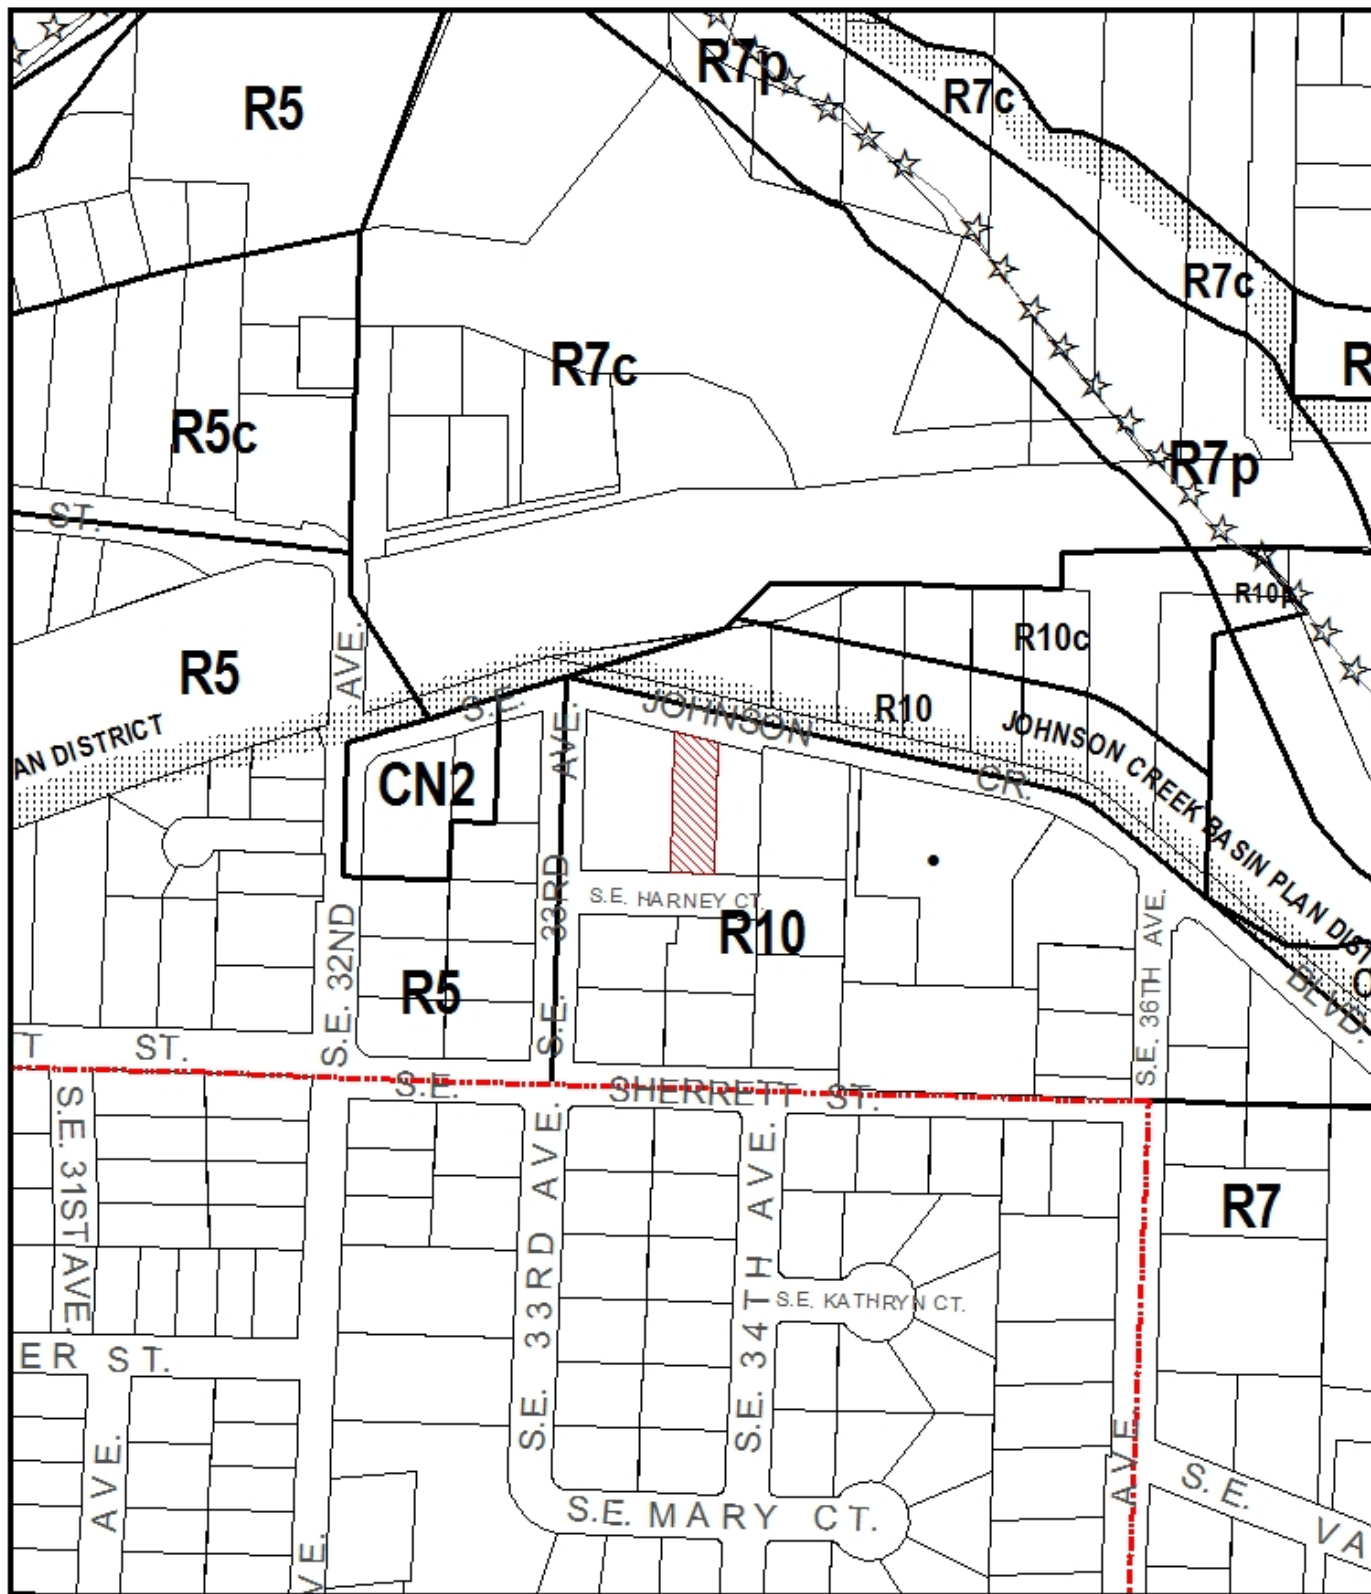 R7p
R7c
R5
R7c
R7c
R
R5c
R7p
ST.
R10p
R10c
R5
AVE.
R10
S.E. JOHNSON CR. BLVD.
AN DISTRICT
JOHNSON CREEK BASIN PLAN DIST
CN2
S.E. 33RD AVE.
S.E. HARNEY CT.
R10
S.E. 32ND
R5
S.E. 36TH AVE.
T ST.
S.E. SHERRETT ST.
S.E. 31ST AVE.
S.E. 33RD AVE.
S.E. 34TH AVE.
R7
S.E. KATHRYN CT.
ER ST.
AVE.
AVE
S.E. VA
S.E. MARY CT.
VE.